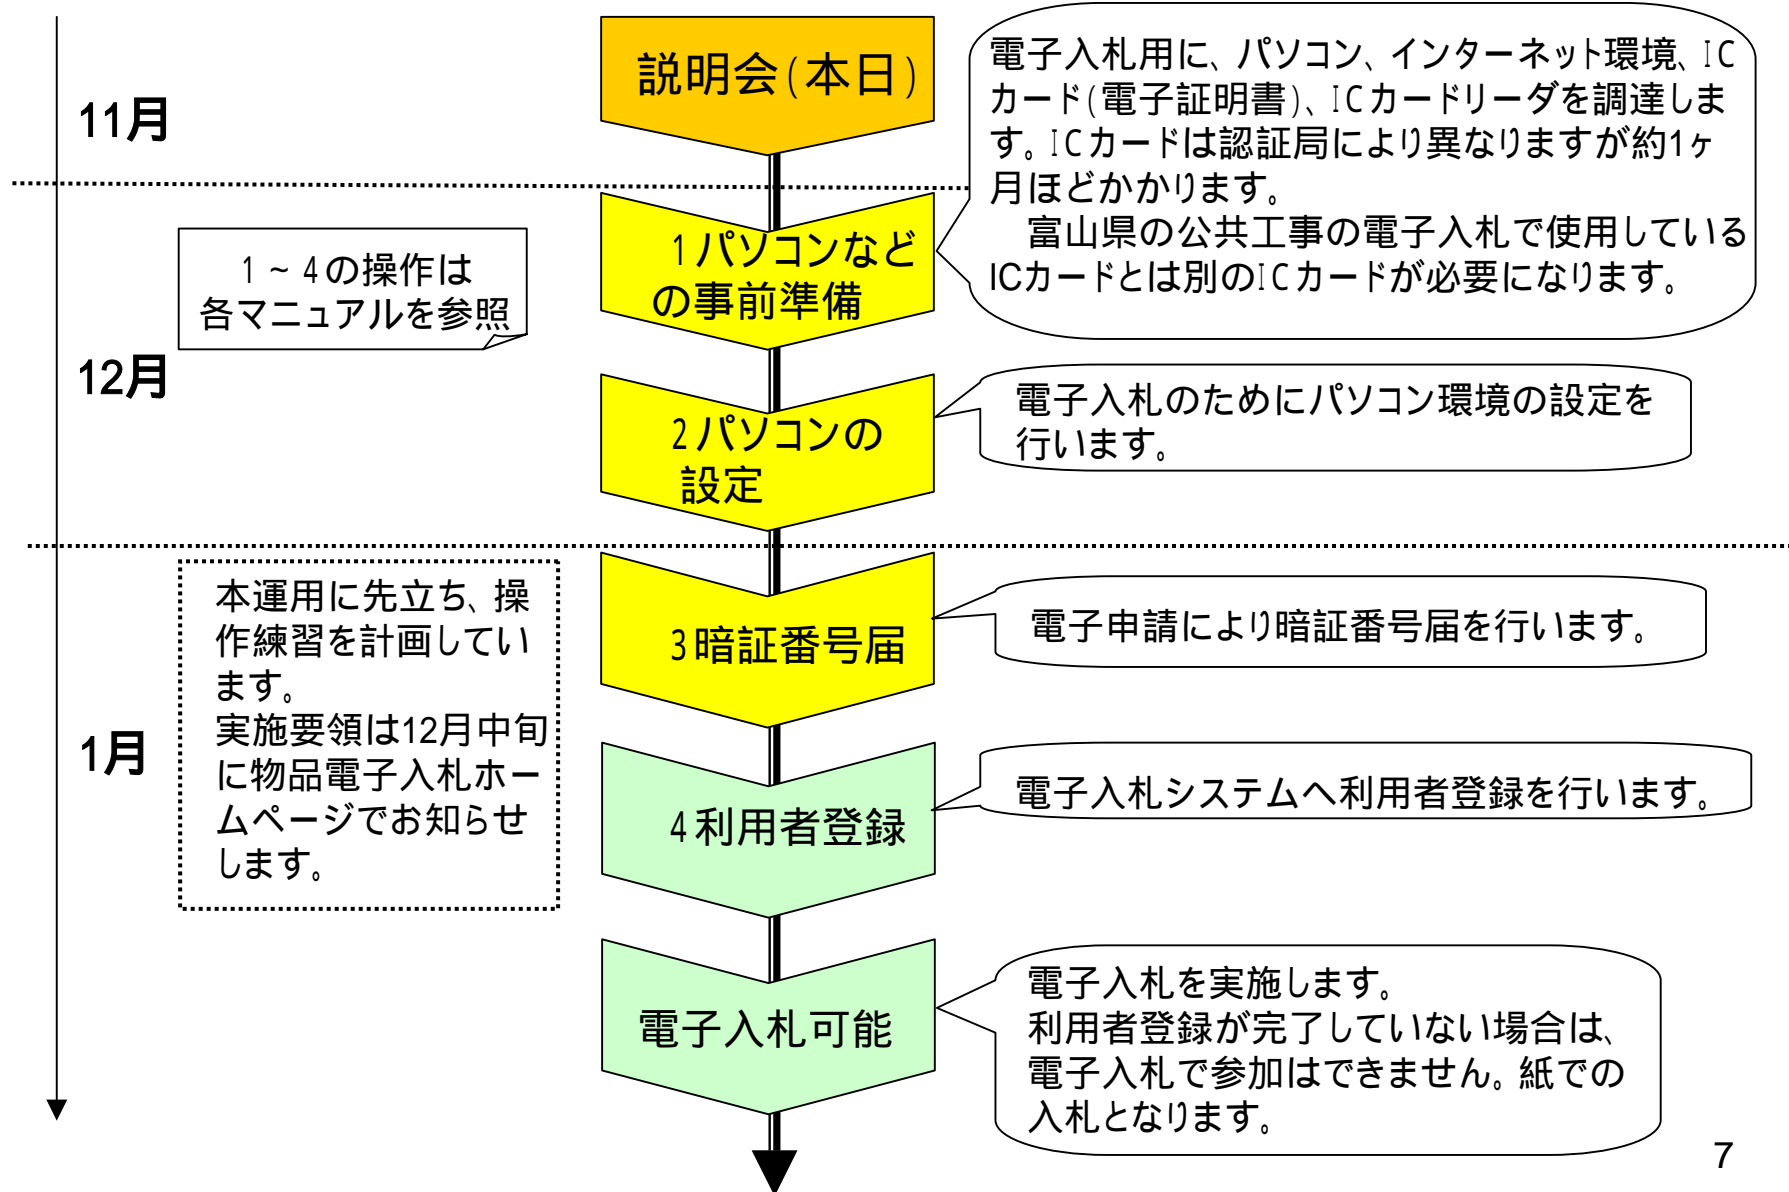 11月
説明会(本日)
電子入札用に、パソコン、インターネット環境、IC
カード(電子証明書)、ICカードリーダを調達しま
す。ICカードは認証局により異なりますが約1ヶ
月ほどかかります。
　富山県の公共工事の電子入札で使用している
ICカードとは別のICカードが必要になります。
12月
1~4の操作は
各マニュアルを参照
1パソコンなど
の事前準備
2パソコンの
設定
電子入札のためにパソコン環境の設定を
行います。
1月
本運用に先立ち、操
作練習を計画してい
ます。
実施要領は12月中旬
に物品電子入札ホー
ムページでお知らせ
します。
3暗証番号届
電子申請により暗証番号届を行います。
4利用者登録
電子入札システムへ利用者登録を行います。
電子入札可能
電子入札を実施します。
利用者登録が完了していない場合は、
電子入札で参加はできません。紙での
入札となります。
7